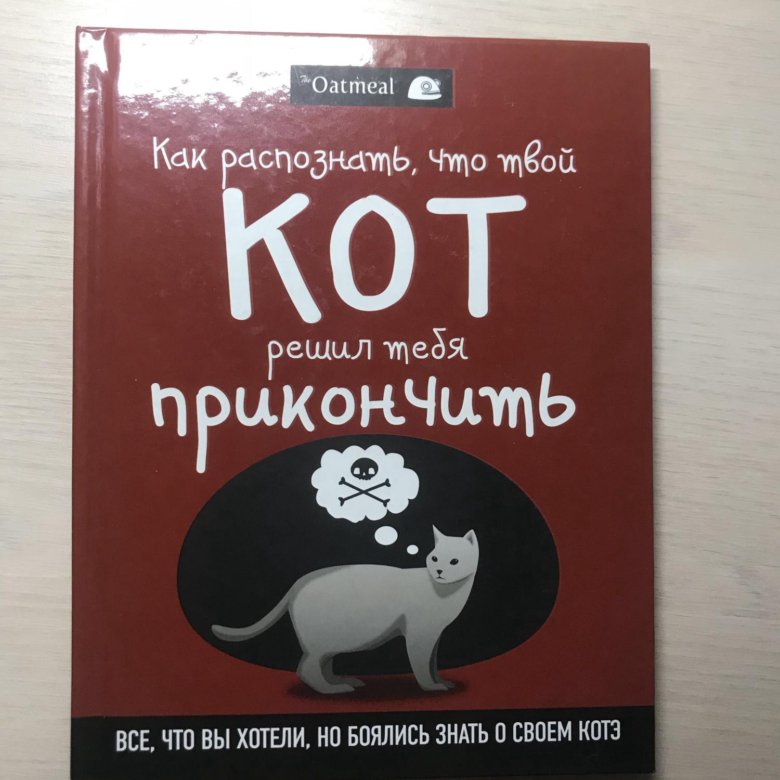 The Oatmeal
Как распознать, что твой
КОТ
решил тебя
прикончить
ВСЕ, ЧТО ВЫ ХОТЕЛИ, НО БОЯЛИСЬ ЗНАТЬ О СВОЕМ КОТЭ